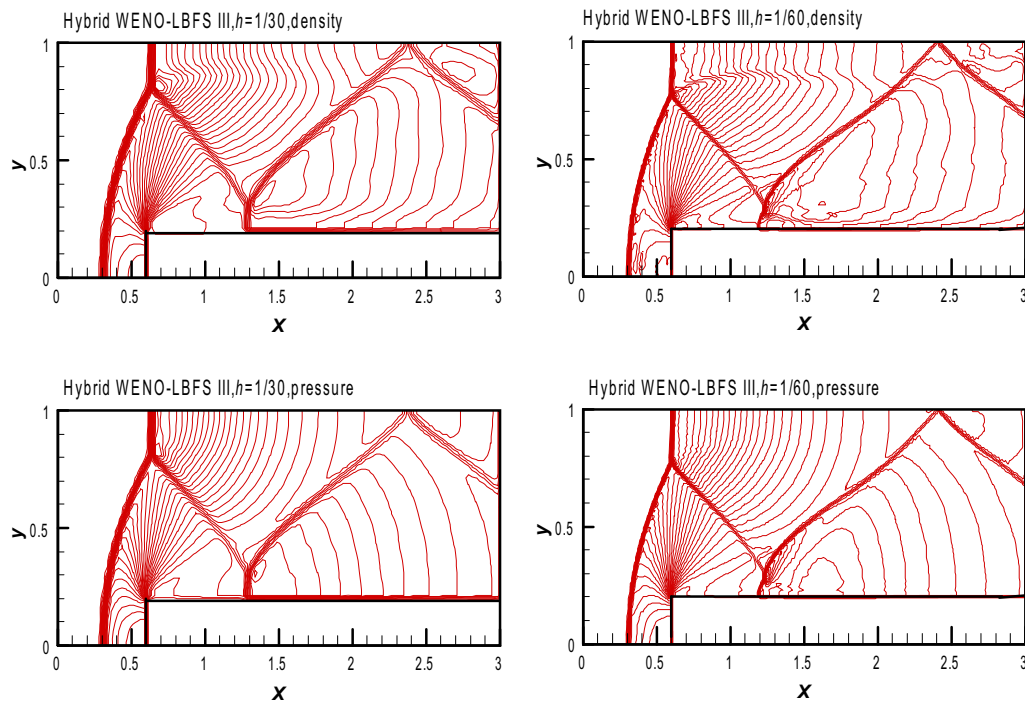 Hybrid WENO-LBFS III,h=1/30,density
1
0.5
0
y
0 0.5 1 1.5 2 2.5 3
X
Hybrid WENO-LBFS III,h=1/60,density
1
0.5
0
y
0 0.5 1 1.5 2 2.5 3
X
Hybrid WENO-LBFS III,h=1/30,pressure
1
0.5
0
y
0 0.5 1 1.5 2 2.5 3
X
Hybrid WENO-LBFS III,h=1/60,pressure
1
0.5
0
y
0 0.5 1 1.5 2 2.5 3
X